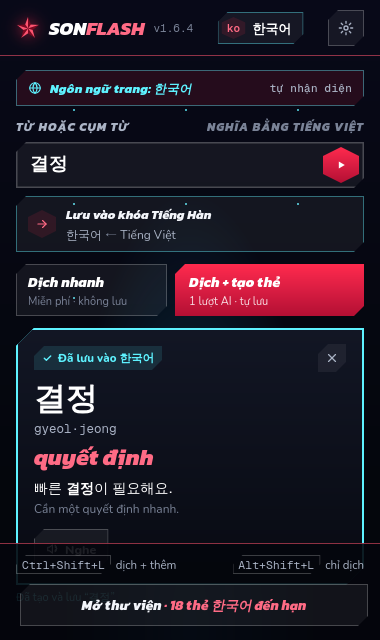 SONFLASH v1.6.4 ko 한국어
Ngôn ngữ trang: 한국어 tự nhận diện
TỪ HOẶC CỤM TỪ NGHĨA BẰNG TIẾNG VIỆT
결정
Lưu vào khóa Tiếng Hàn
한국어 ← Tiếng Việt
Dịch nhanh Dịch + tạo thẻ
Miễn phí · không lưu 1 lượt AI · tự lưu
Đã lưu vào 한국어
결정
gyeol·jeong
quyết định
빠른 결정이 필요해요.
Cần một quyết định nhanh.
Nghe
Ctrl+Shift+L dịch + thêm Alt+Shift+L chỉ dịch
Mở thư viện · 18 thẻ 한국어 đến hạn